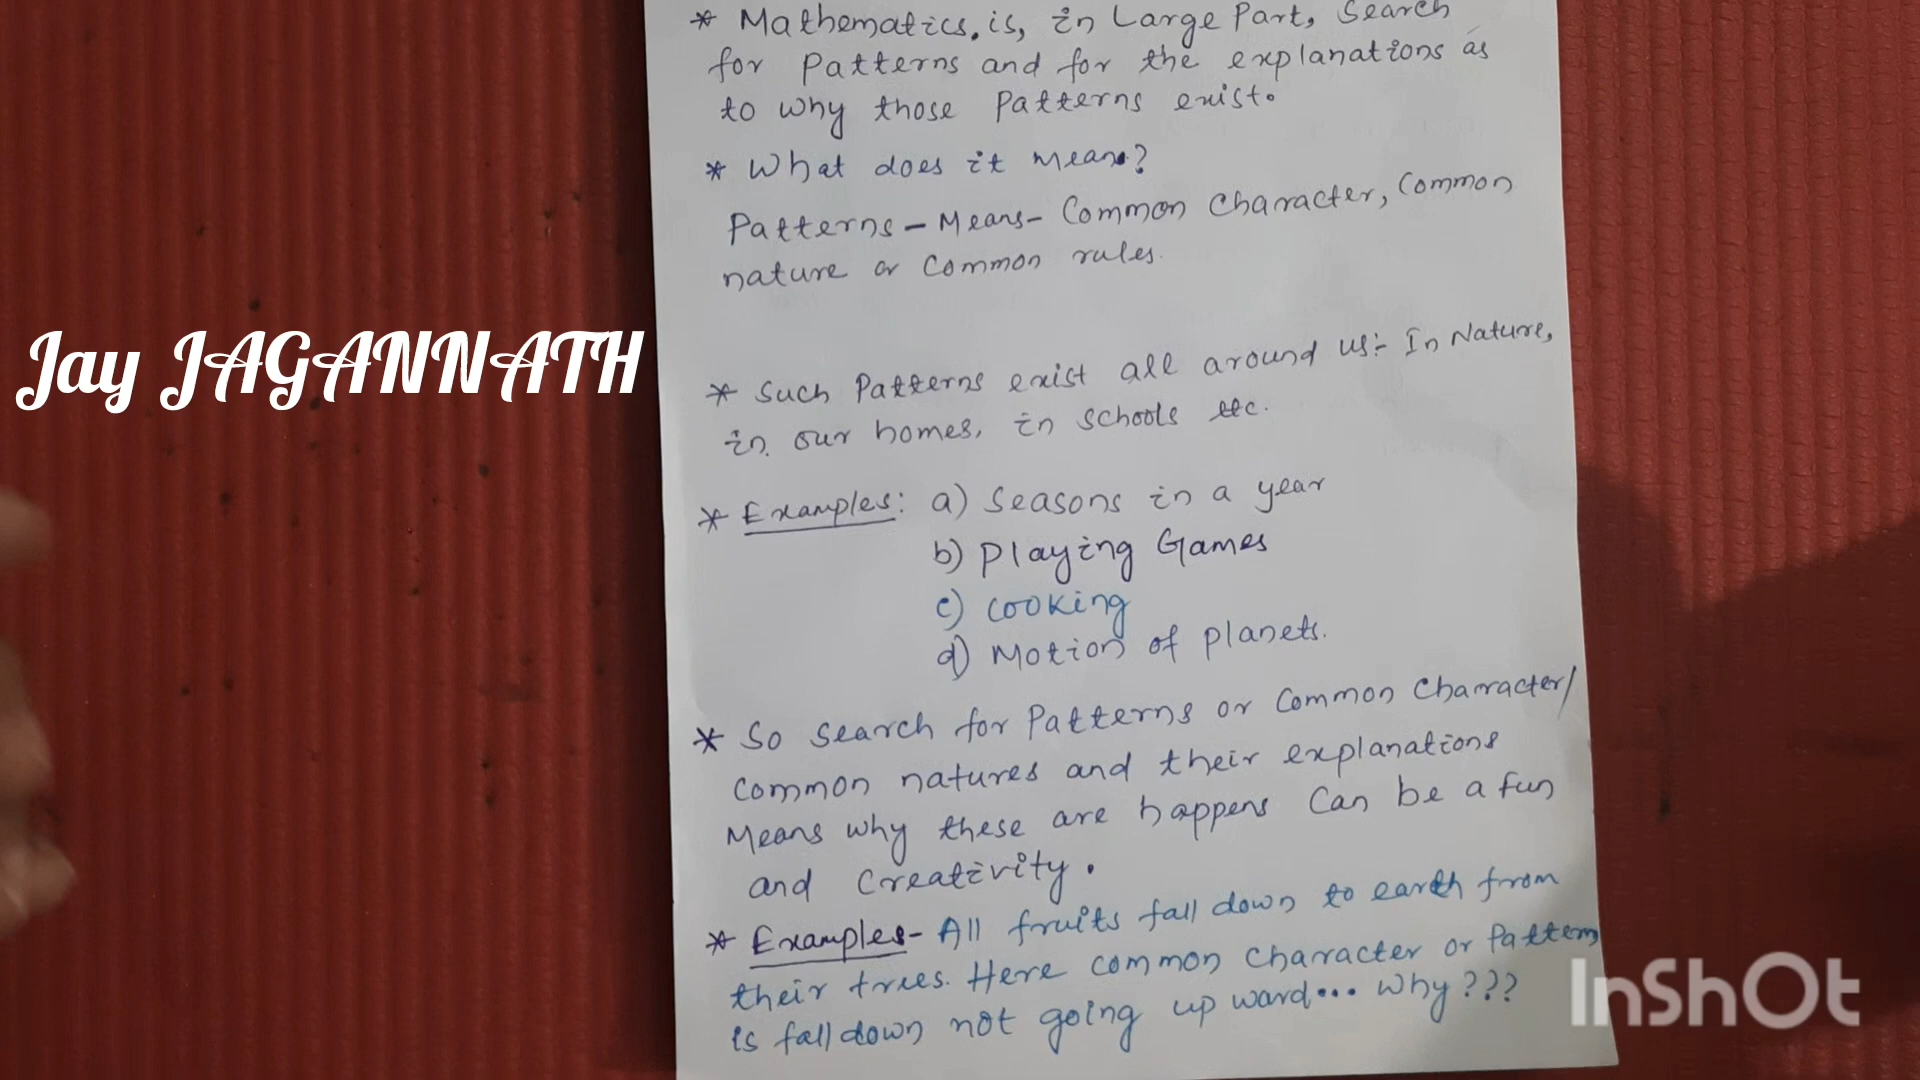 * Mathematics, is, in Large Part, Search
for Patterns and for the explanations as
to why those Patterns exist.
* What does it mean?
Patterns - Means - Common Character, Common
nature or Common rules.
Jay JAGANNATH
* Such Patterns exist all around us:- In Nature,
in our homes, in schools etc.
* Examples: a) Seasons in a year
b) Playing Games
c) Cooking
d) Motion of planets.
* So search for Patterns or Common Character/
Common natures and their explanations
Means why these are happens Can be a fun
and Creativity.
* Examples- All fruits fall down to earth from
their trees. Here common character or Pattern
is fall down not going up ward... Why???
InShOt